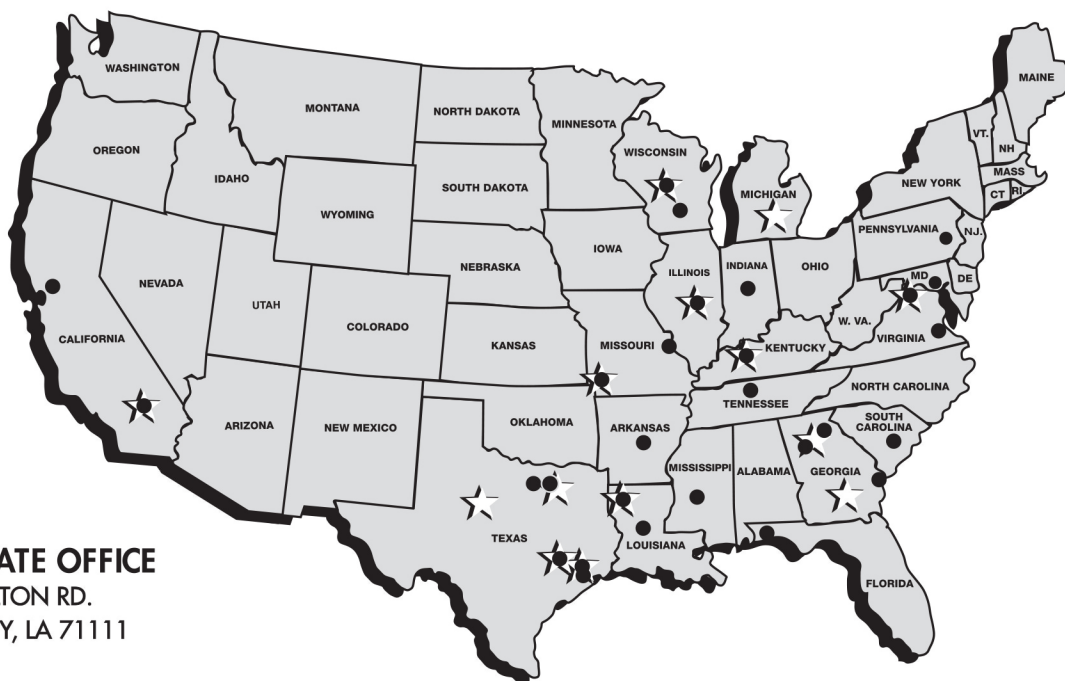 WASHINGTON
MAINE
MONTANA
NORTH DAKOTA
MINNESOTA
VT.
NH
OREGON
WISCONSIN
MASS
IDAHO
SOUTH DAKOTA
MICHIGAN
NEW YORK
CT
RI.
WYOMING
PENNSYLVANIA
N.J.
IOWA
NEBRASKA
ILLINOIS
INDIANA
OHIO
MD
DE
NEVADA
UTAH
COLORADO
W. VA.
CALIFORNIA
KANSAS
MISSOURI
KENTUCKY
VIRGINIA
NORTH CAROLINA
TENNESSEE
ARIZONA
NEW MEXICO
OKLAHOMA
ARKANSAS
SOUTH
CAROLINA
MISSISSIPPI
ALABAMA
GEORGIA
TEXAS
LOUISIANA
FLORIDA
ATE OFFICE
TON RD.
Y, LA 71111